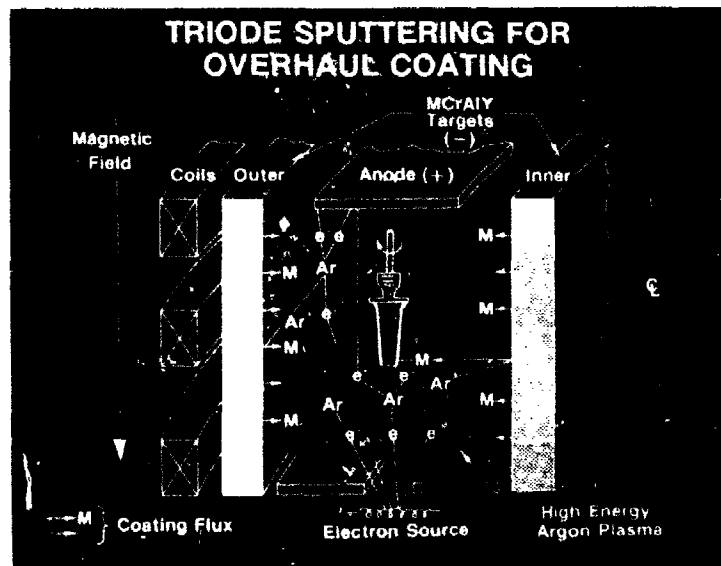 TRIODE SPUTTERING FOR
OVERHAUL COATING
MCrAlY
Targets
(−)
Magnetic
Field
Coils
Outer
Anode (+)
Inner
e e
M
Ar
M
M
Ar
e
M
M
e
e
Ar
M
Ar
Ar
M
e
e
e
M
Coating Flux
Electron Source
High Energy
Argon Plasma